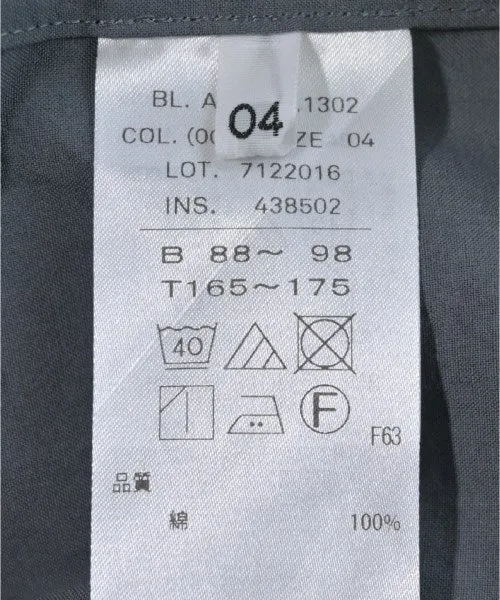 04
BL. A .1302
COL. (00 ZE 04
LOT. 7122016
INS. 438502
B 88～ 98
T165～175
40
F
F63
品質
綿 100%